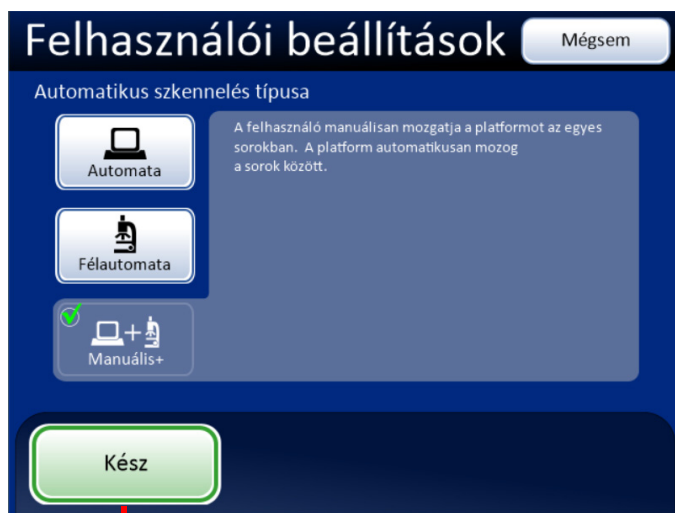 Felhasználói beállítások
Mégsem
Automatikus szkennelés típusa
Automata
A felhasználó manuálisan mozgatja a platformot az egyes
sorokban. A platform automatikusan mozog
a sorok között.
Félautomata
Manuális+
Kész